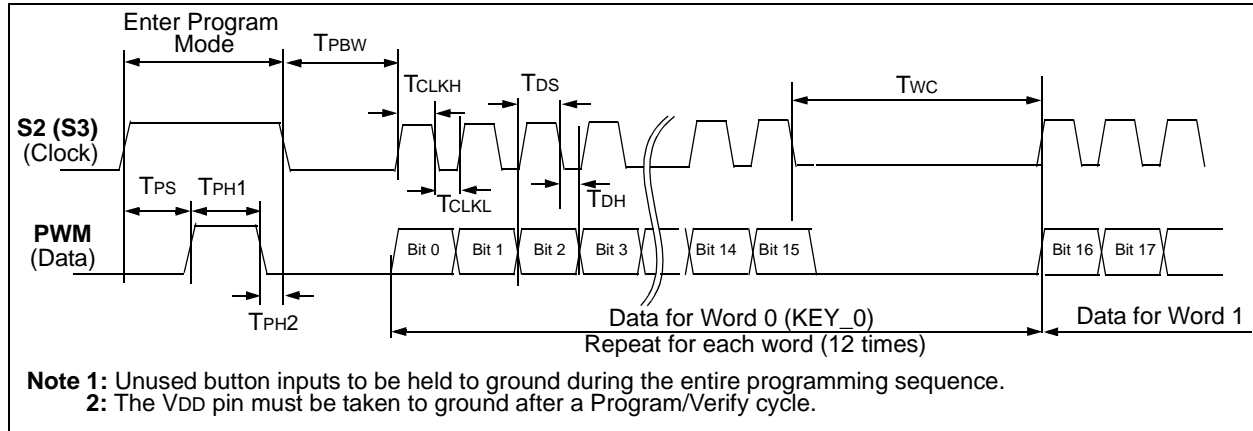 Enter Program
Mode
TPBW
TCLKH
TDS
TWC
S2 (S3)
(Clock)
TPS
TPH1
TCLKL
TDH
PWM
(Data)
Bit 0
Bit 1
Bit 2
Bit 3
Bit 14
Bit 15
Bit 16
Bit 17
TPH2
Data for Word 0 (KEY_0)
Data for Word 1
Repeat for each word (12 times)
Note 1: Unused button inputs to be held to ground during the entire programming sequence.
2: The VDD pin must be taken to ground after a Program/Verify cycle.